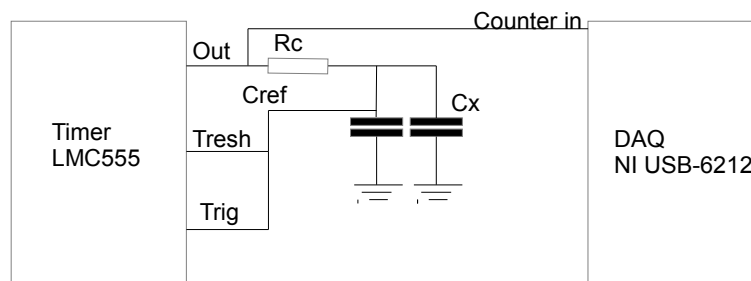 Counter in
Out
Rc
Cref
Cx
Timer
LMC555
Tresh
DAQ
NI USB-6212
Trig